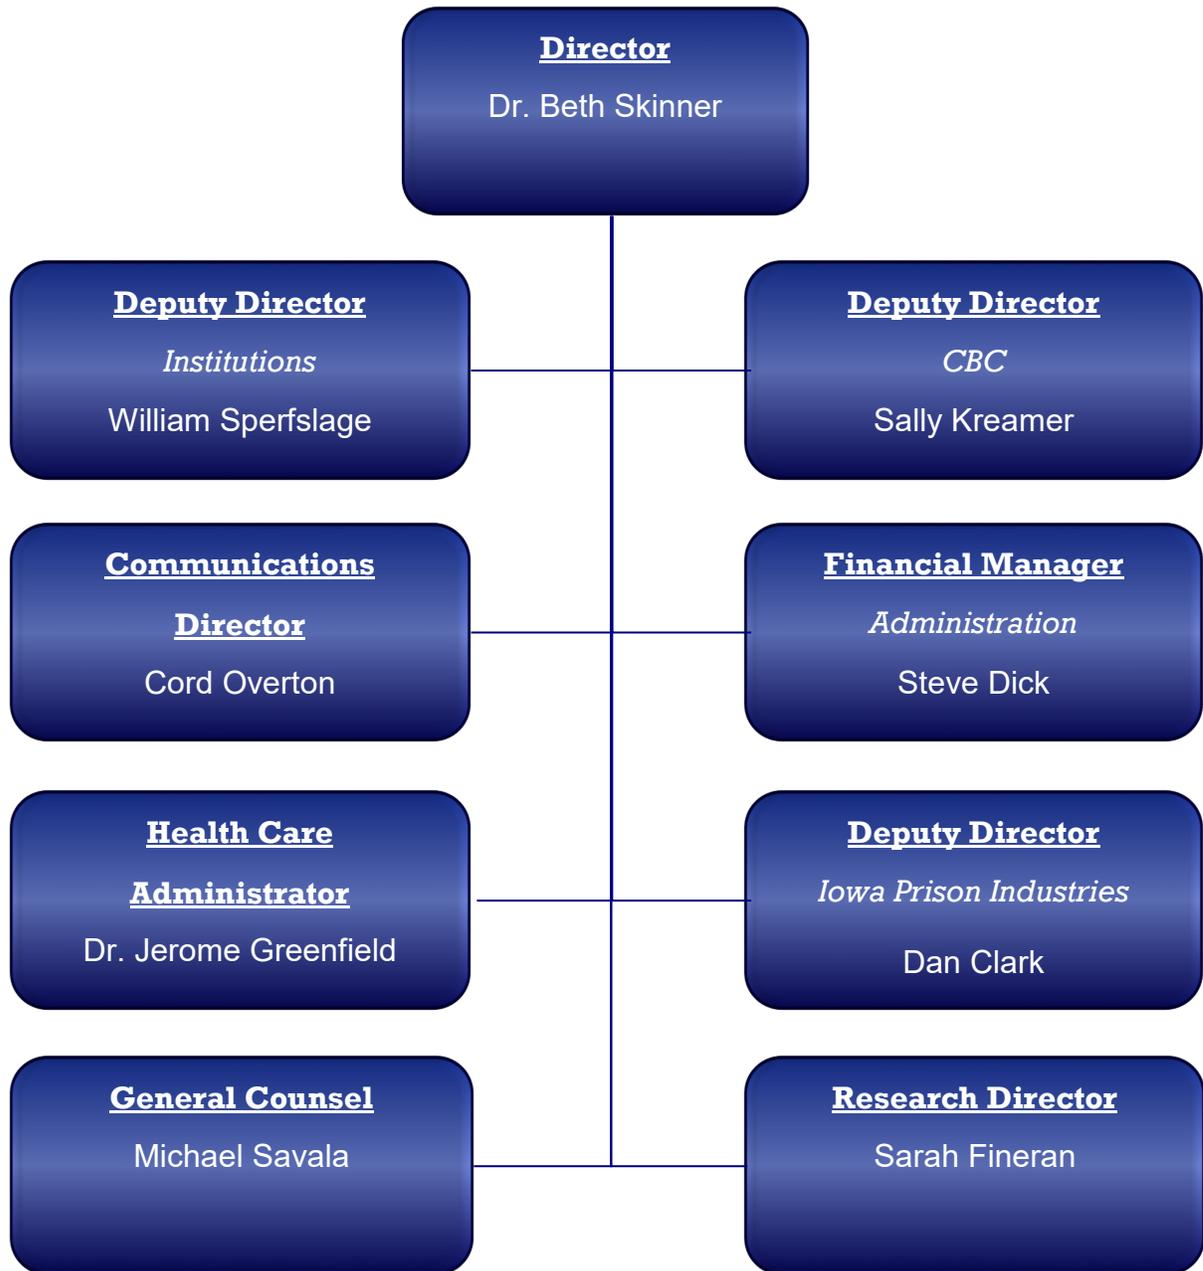 Director
Dr. Beth Skinner
Deputy Director
Institutions
William Sperfslage
Deputy Director
CBC
Sally Kreamer
Communications
Director
Cord Overton
Financial Manager
Administration
Steve Dick
Health Care
Administrator
Dr. Jerome Greenfield
Deputy Director
Iowa Prison Industries
Dan Clark
General Counsel
Michael Savala
Research Director
Sarah Fineran